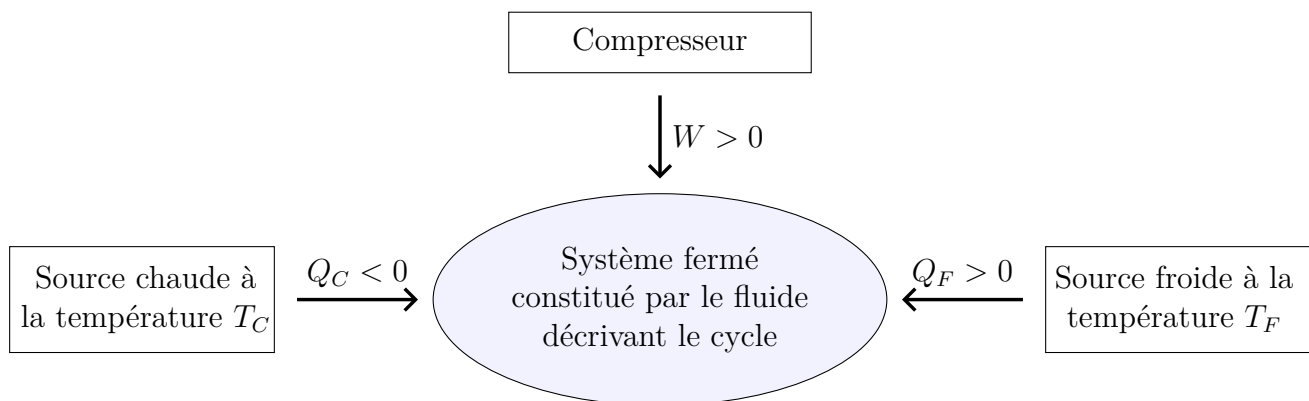 Compresseur
W > 0
Source chaude à
la température T_C
Q_C < 0
Système fermé
constitué par le fluide
décrivant le cycle
Q_F > 0
Source froide à la
température T_F